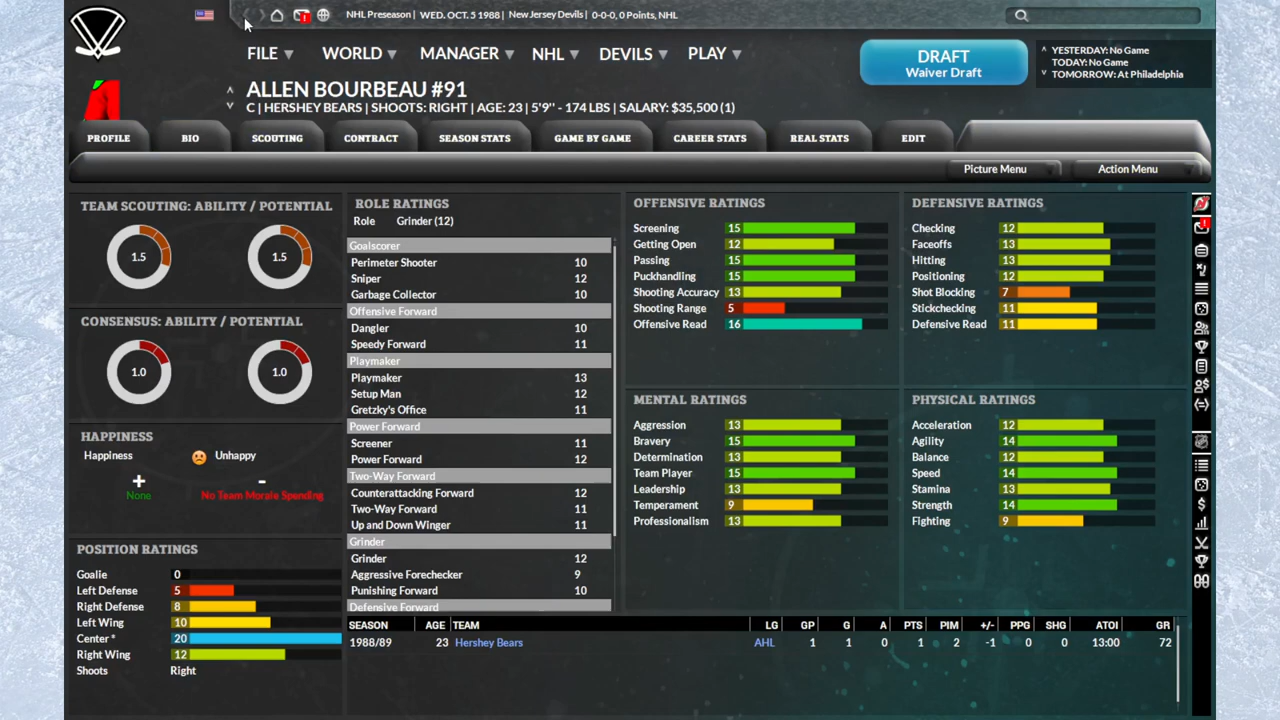 NHL Preseason | WED. OCT. 5 1988 | New Jersey Devils | 0-0-0, 0 Points, NHL
FILE WORLD MANAGER NHL DEVILS PLAY
DRAFT
Waiver Draft
YESTERDAY: No Game
TODAY: No Game
TOMORROW: At Philadelphia
ALLEN BOURBEAU #91
C | HERSHEY BEARS | SHOOTS: RIGHT | AGE: 23 | 5'9" - 174 LBS | SALARY: $35,500 (1)
PROFILE BIO SCOUTING CONTRACT SEASON STATS GAME BY GAME CAREER STATS REAL STATS EDIT
Picture Menu Action Menu
TEAM SCOUTING: ABILITY / POTENTIAL
1.5 1.5
CONSENSUS: ABILITY / POTENTIAL
1.0 1.0
HAPPINESS
Happiness Unhappy
+ -
None No Team Morale Spending
POSITION RATINGS
Goalie 0
Left Defense 5
Right Defense 8
Left Wing 10
Center * 20
Right Wing 12
Shoots Right
ROLE RATINGS
Role Grinder (12)
Goalscorer
Perimeter Shooter 10
Sniper 12
Garbage Collector 10
Offensive Forward
Dangler 10
Speedy Forward 11
Playmaker
Playmaker 13
Setup Man 12
Gretzky's Office 11
Power Forward
Screener 11
Power Forward 12
Two-Way Forward
Counterattacking Forward 12
Two-Way Forward 11
Up and Down Winger 11
Grinder
Grinder 12
Aggressive Forechecker 9
Punishing Forward 10
Defensive Forward
OFFENSIVE RATINGS
Screening 15
Getting Open 12
Passing 15
Puckhandling 15
Shooting Accuracy 13
Shooting Range 5
Offensive Read 16
DEFENSIVE RATINGS
Checking 12
Faceoffs 13
Hitting 13
Positioning 12
Shot Blocking 7
Stickchecking 11
Defensive Read 11
MENTAL RATINGS
Aggression 13
Bravery 15
Determination 13
Team Player 15
Leadership 13
Temperament 9
Professionalism 13
PHYSICAL RATINGS
Acceleration 12
Agility 14
Balance 12
Speed 14
Stamina 13
Strength 14
Fighting 9
SEASON AGE TEAM LG GP G A PTS PIM +/- PPG SHG ATOI GR
1988/89 23 Hershey Bears AHL 1 1 0 1 2 -1 0 0 13:00 72